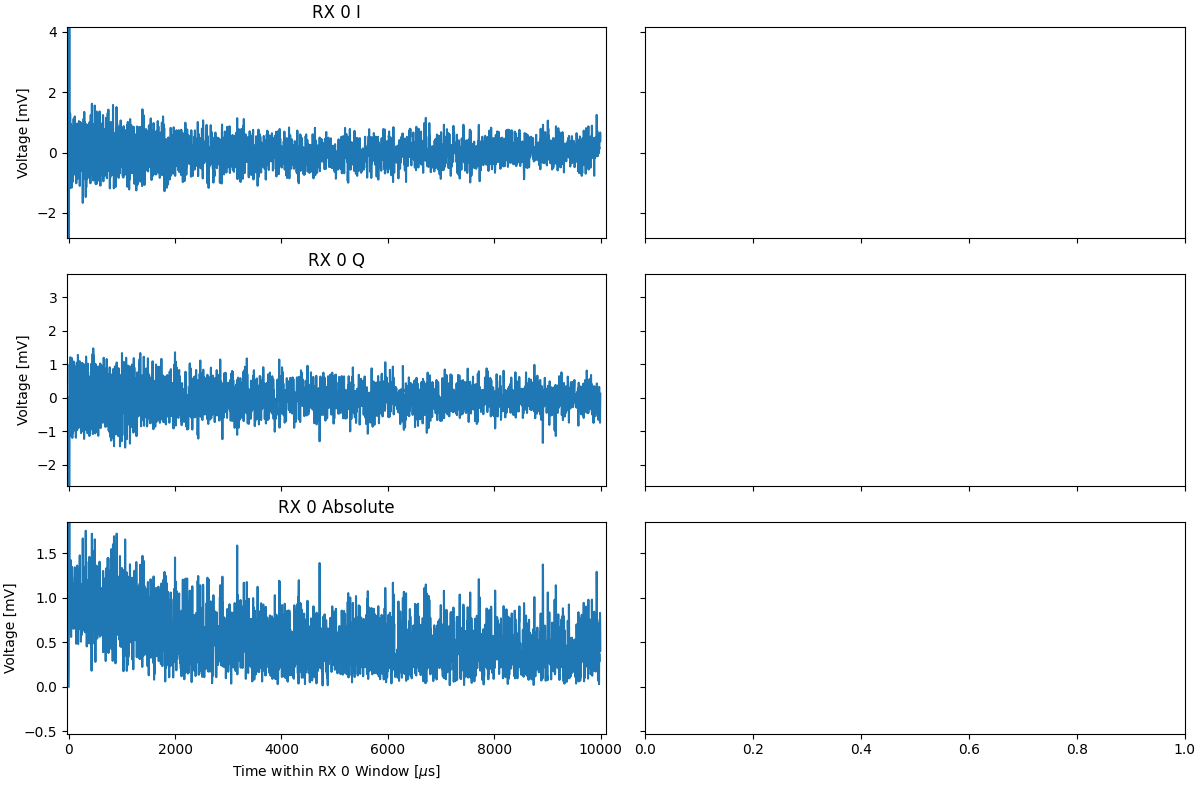 RX 0 I
4
2
0
−2
Voltage [mV]
RX 0 Q
3
2
1
0
−1
−2
Voltage [mV]
RX 0 Absolute
1.5
1.0
0.5
0.0
−0.5
Voltage [mV]
0 2000 4000 6000 8000 10000
0.0 0.2 0.4 0.6 0.8 1.0
Time within RX 0 Window [μs]